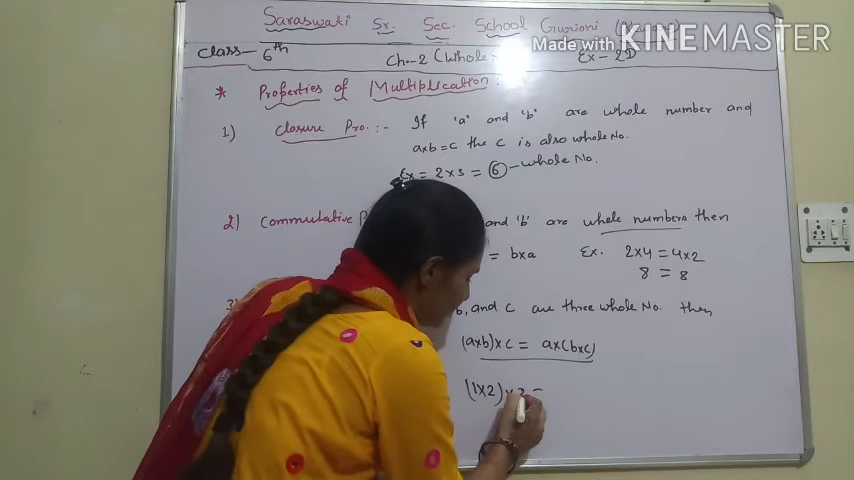 Saraswati Sr. Sec. School Gurioni
Made with KINEMASTER
Class - 6th Ch.-2 (Whole Ex - 2D
* Properties of Multiplication :
1) Closure Pro. :- If 'a' and 'b' are whole number and
axb=c the c is also whole No.
Ex = 2x3 = 6 - whole No.
2) Commutative and 'b' are whole numbers then
= bxa Ex. 2x4 = 4x2
8 = 8
3) b, and c are three whole No. then
(axb)xc = ax(bxc)
(1x2)x3 =